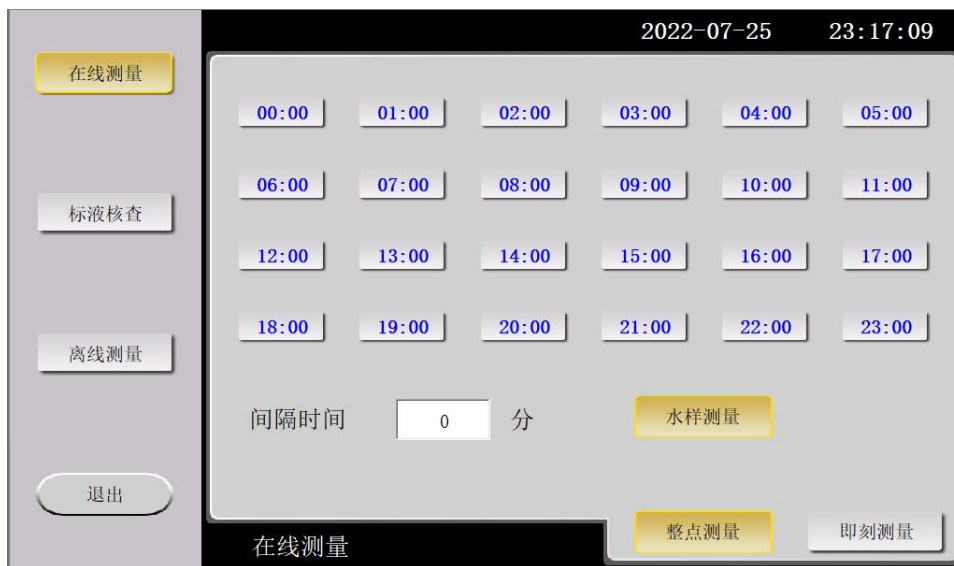 2022-07-25 23:17:09
在线测量
标液核查
离线测量
退出
00:00 01:00 02:00 03:00 04:00 05:00
06:00 07:00 08:00 09:00 10:00 11:00
12:00 13:00 14:00 15:00 16:00 17:00
18:00 19:00 20:00 21:00 22:00 23:00
间隔时间 0 分 水样测量
在线测量 整点测量 即刻测量